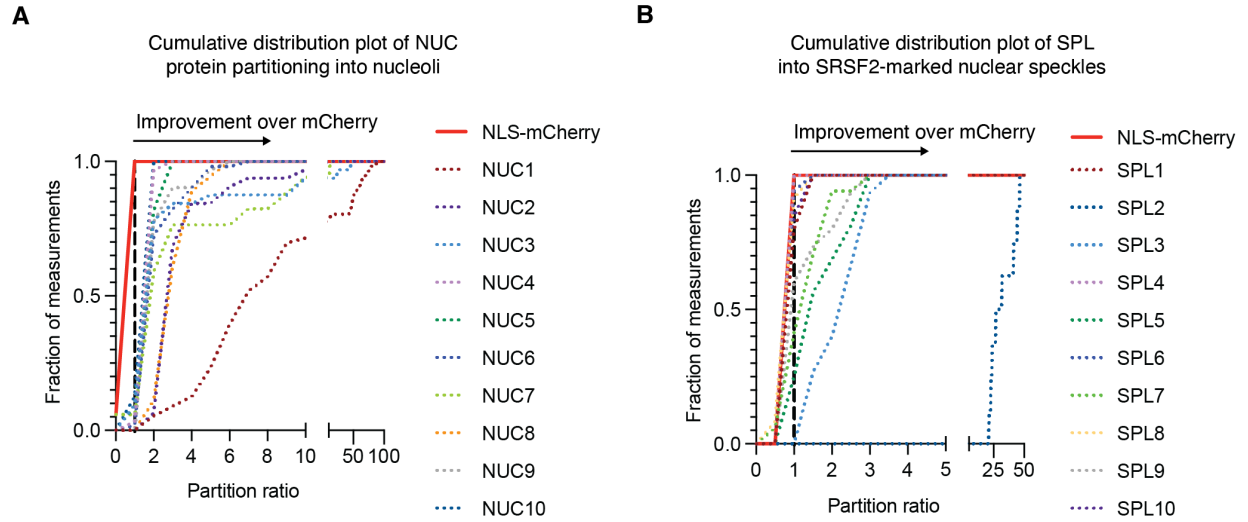 A
Cumulative distribution plot of NUC
protein partitioning into nucleoli
Improvement over mCherry
Fraction of measurements
1.0
0.5
0.0
0 2 4 6 8 10 50 100
Partition ratio
NLS-mCherry
NUC1
NUC2
NUC3
NUC4
NUC5
NUC6
NUC7
NUC8
NUC9
NUC10
B
Cumulative distribution plot of SPL
into SRSF2-marked nuclear speckles
Improvement over mCherry
Fraction of measurements
1.0
0.5
0.0
0 1 2 3 4 5 25 50
Partition ratio
NLS-mCherry
SPL1
SPL2
SPL3
SPL4
SPL5
SPL6
SPL7
SPL8
SPL9
SPL10